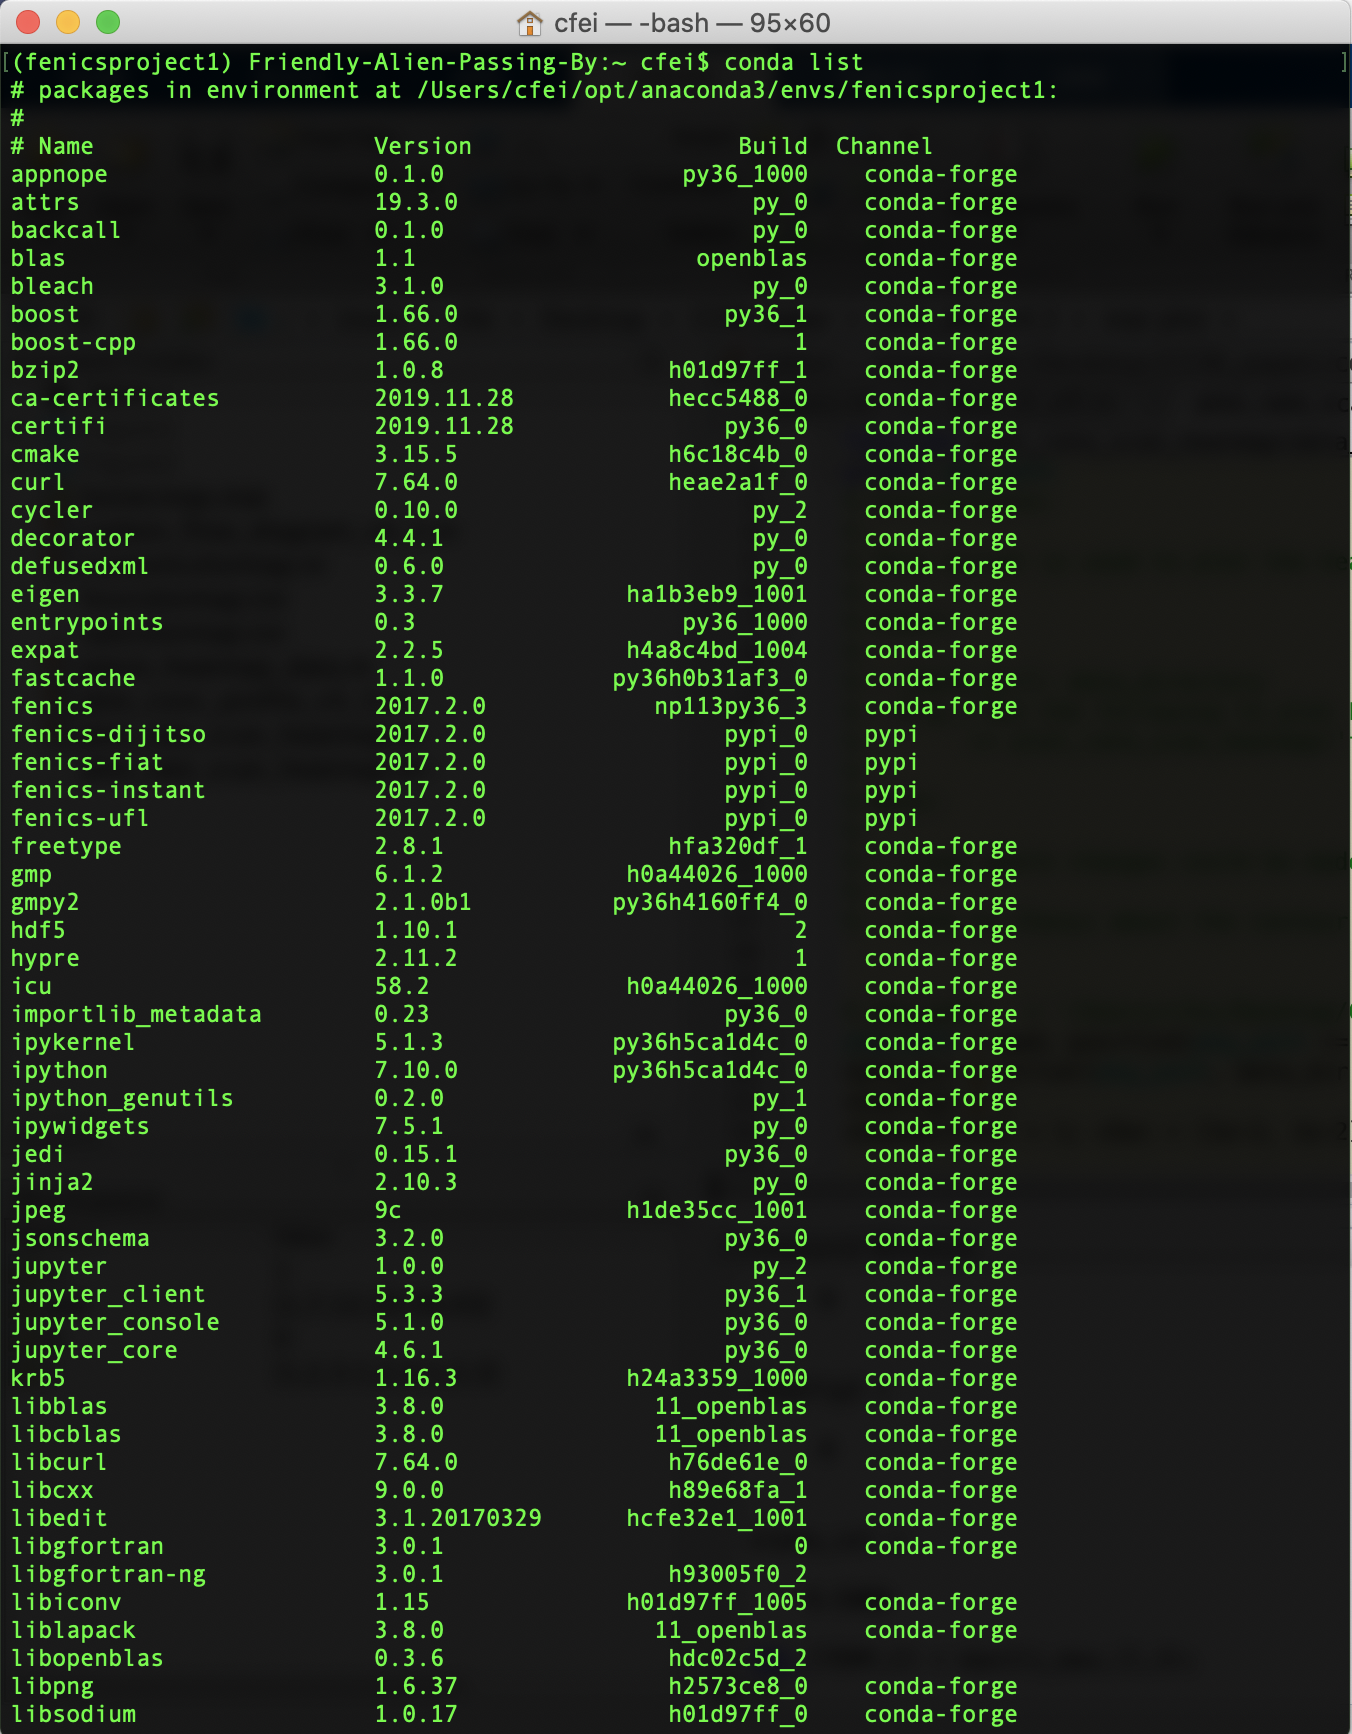 cfei — -bash — 95×60
(fenicsproject1) Friendly-Alien-Passing-By:~ cfei$ conda list
# packages in environment at /Users/cfei/opt/anaconda3/envs/fenicsproject1:
#
# Name Version Build Channel
appnope 0.1.0 py36_1000 conda-forge
attrs 19.3.0 py_0 conda-forge
backcall 0.1.0 py_0 conda-forge
blas 1.1 openblas conda-forge
bleach 3.1.0 py_0 conda-forge
boost 1.66.0 py36_1 conda-forge
boost-cpp 1.66.0 1 conda-forge
bzip2 1.0.8 h01d97ff_1 conda-forge
ca-certificates 2019.11.28 hecc5488_0 conda-forge
certifi 2019.11.28 py36_0 conda-forge
cmake 3.15.5 h6c18c4b_0 conda-forge
curl 7.64.0 heae2a1f_0 conda-forge
cycler 0.10.0 py_2 conda-forge
decorator 4.4.1 py_0 conda-forge
defusedxml 0.6.0 py_0 conda-forge
eigen 3.3.7 ha1b3eb9_1001 conda-forge
entrypoints 0.3 py36_1000 conda-forge
expat 2.2.5 h4a8c4bd_1004 conda-forge
fastcache 1.1.0 py36h0b31af3_0 conda-forge
fenics 2017.2.0 np113py36_3 conda-forge
fenics-dijitso 2017.2.0 pypi_0 pypi
fenics-fiat 2017.2.0 pypi_0 pypi
fenics-instant 2017.2.0 pypi_0 pypi
fenics-ufl 2017.2.0 pypi_0 pypi
freetype 2.8.1 hfa320df_1 conda-forge
gmp 6.1.2 h0a44026_1000 conda-forge
gmpy2 2.1.0b1 py36h4160ff4_0 conda-forge
hdf5 1.10.1 2 conda-forge
hypre 2.11.2 1 conda-forge
icu 58.2 h0a44026_1000 conda-forge
importlib_metadata 0.23 py36_0 conda-forge
ipykernel 5.1.3 py36h5ca1d4c_0 conda-forge
ipython 7.10.0 py36h5ca1d4c_0 conda-forge
ipython_genutils 0.2.0 py_1 conda-forge
ipywidgets 7.5.1 py_0 conda-forge
jedi 0.15.1 py36_0 conda-forge
jinja2 2.10.3 py_0 conda-forge
jpeg 9c h1de35cc_1001 conda-forge
jsonschema 3.2.0 py36_0 conda-forge
jupyter 1.0.0 py_2 conda-forge
jupyter_client 5.3.3 py36_1 conda-forge
jupyter_console 5.1.0 py36_0 conda-forge
jupyter_core 4.6.1 py36_0 conda-forge
krb5 1.16.3 h24a3359_1000 conda-forge
libblas 3.8.0 11_openblas conda-forge
libcblas 3.8.0 11_openblas conda-forge
libcurl 7.64.0 h76de61e_0 conda-forge
libcxx 9.0.0 h89e68fa_1 conda-forge
libedit 3.1.20170329 hcfe32e1_1001 conda-forge
libgfortran 3.0.1 0 conda-forge
libgfortran-ng 3.0.1 h93005f0_2
libiconv 1.15 h01d97ff_1005 conda-forge
liblapack 3.8.0 11_openblas conda-forge
libopenblas 0.3.6 hdc02c5d_2
libpng 1.6.37 h2573ce8_0 conda-forge
libsodium 1.0.17 h01d97ff_0 conda-forge